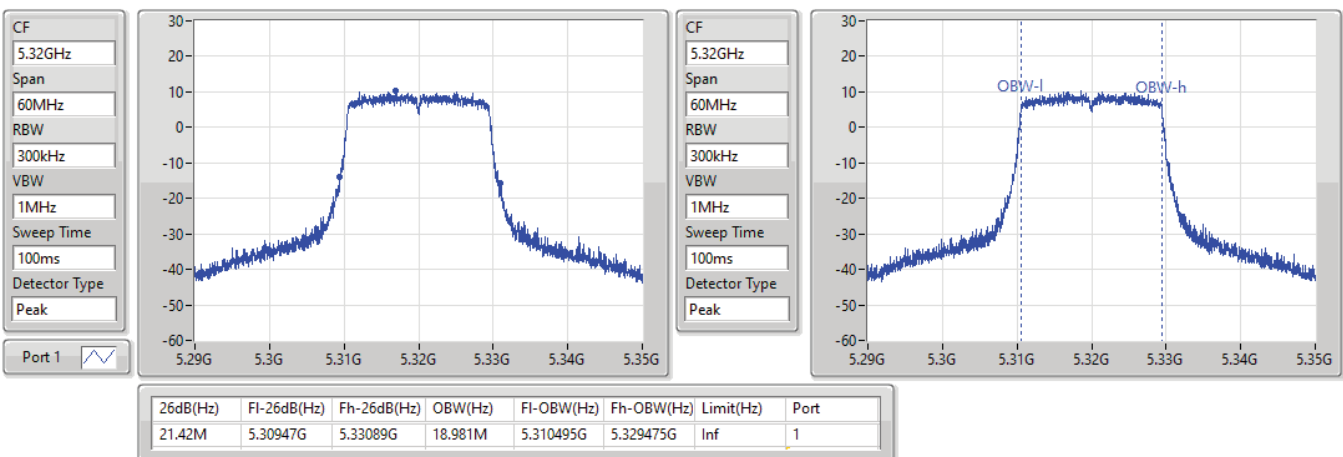 CF
5.32GHz
Span
60MHz
RBW
300kHz
VBW
1MHz
Sweep Time
100ms
Detector Type
Peak
Port 1
30
20
10
0
-10
-20
-30
-40
-50
-60
5.29G 5.3G 5.31G 5.32G 5.33G 5.34G 5.35G
CF
5.32GHz
Span
60MHz
RBW
300kHz
VBW
1MHz
Sweep Time
100ms
Detector Type
Peak
30
20
10
0
-10
-20
-30
-40
-50
-60
OBW-l OBW-h
5.29G 5.3G 5.31G 5.32G 5.33G 5.34G 5.35G
26dB(Hz) Fl-26dB(Hz) Fh-26dB(Hz) OBW(Hz) Fl-OBW(Hz) Fh-OBW(Hz) Limit(Hz) Port
21.42M 5.30947G 5.33089G 18.981M 5.310495G 5.329475G Inf 1